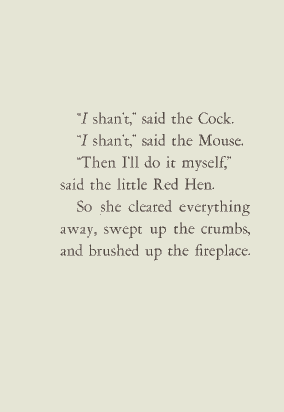 "I shan't," said the Cock.
"I shan't," said the Mouse.
"Then I'll do it myself,"
said the little Red Hen.
So she cleared everything
away, swept up the crumbs,
and brushed up the fireplace.